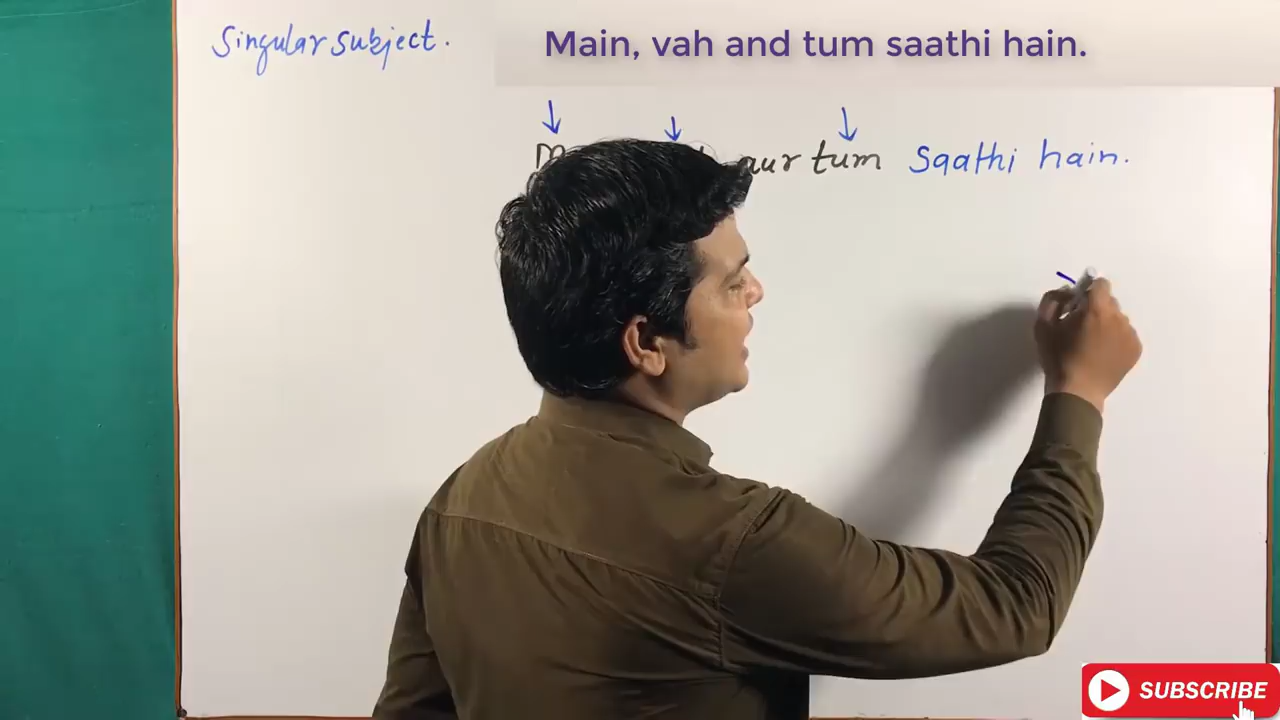 Singular subject.
Main, vah and tum saathi hain.
aur tum saathi hain.
SUBSCRIBE